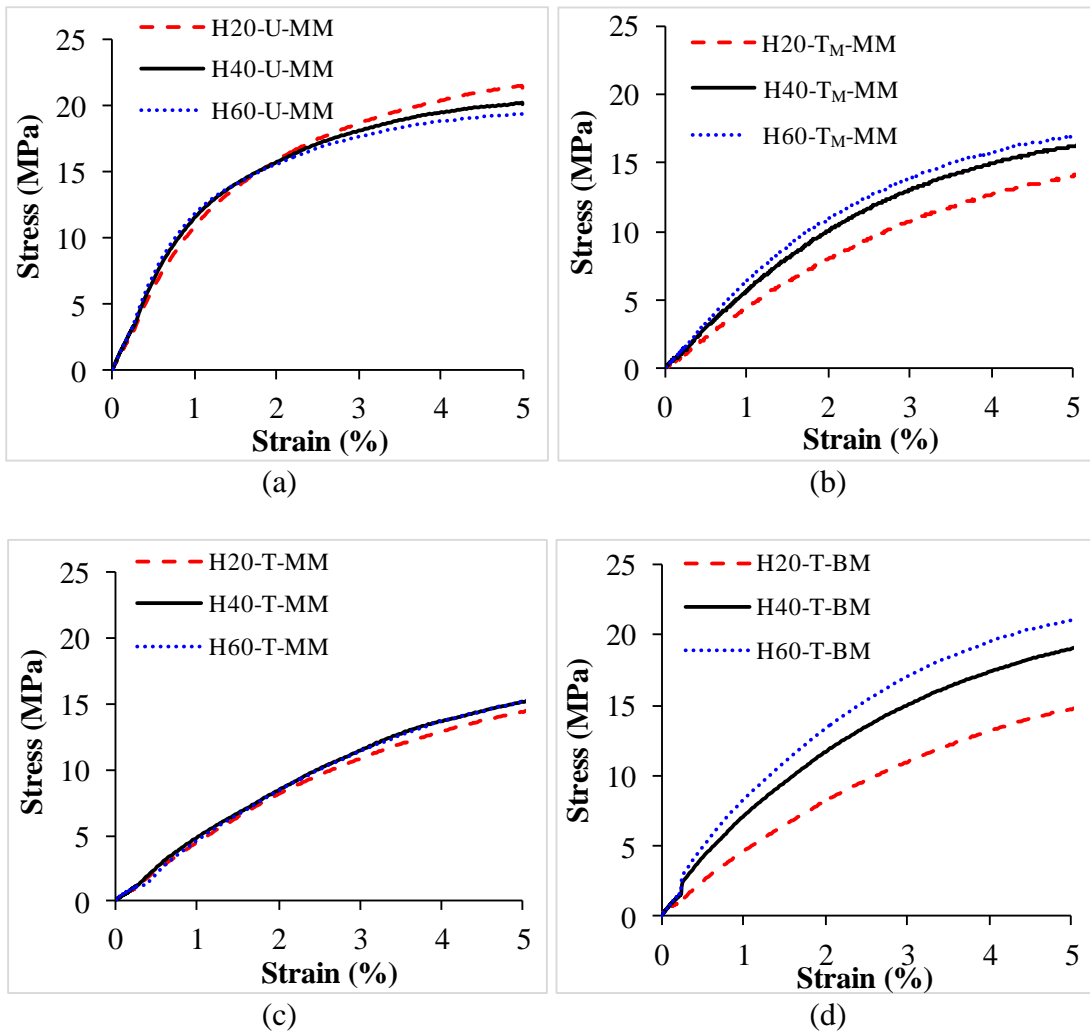 H20-U-MM
H40-U-MM
H60-U-MM
25
20
15
10
5
0
Stress (MPa)
0 1 2 3 4 5
Strain (%)
(a)
H20-TM-MM
H40-TM-MM
H60-TM-MM
25
20
15
10
5
0
Stress (MPa)
0 1 2 3 4 5
Strain (%)
(b)
H20-T-MM
H40-T-MM
H60-T-MM
25
20
15
10
5
0
Stress (MPa)
0 1 2 3 4 5
Strain (%)
(c)
H20-T-BM
H40-T-BM
H60-T-BM
25
20
15
10
5
0
Stress (MPa)
0 1 2 3 4 5
Strain (%)
(d)